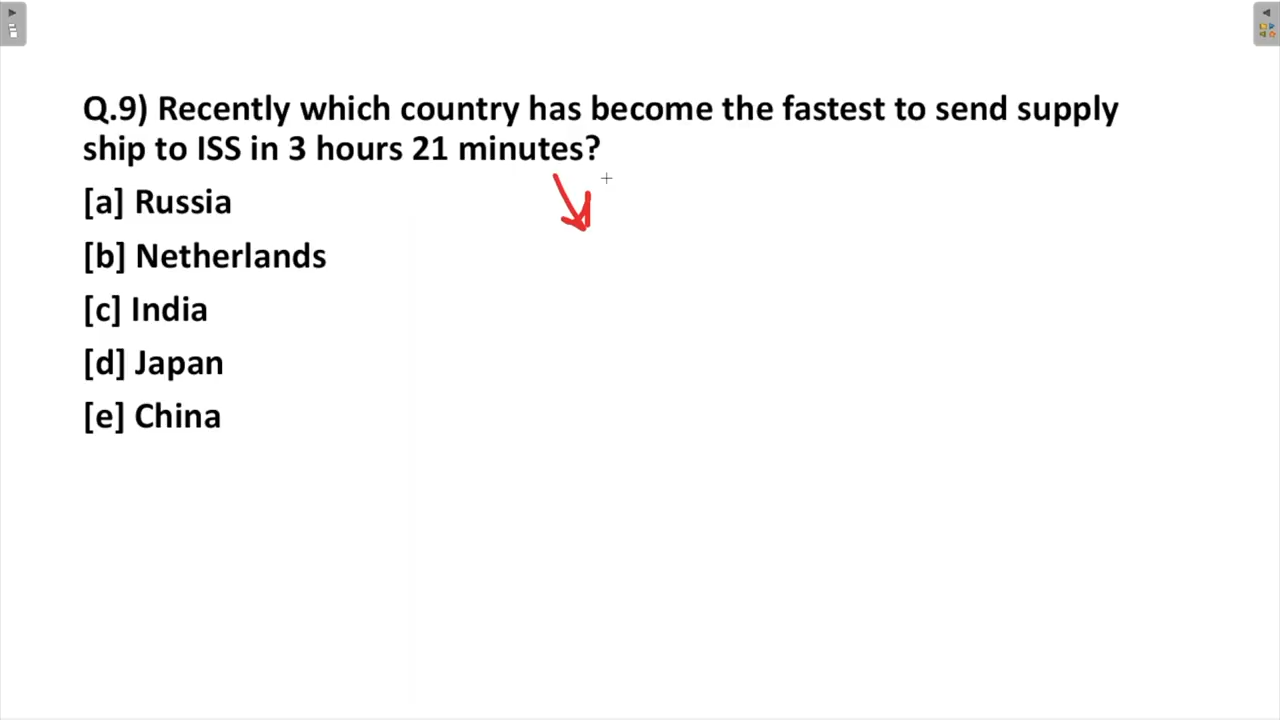 Q.9) Recently which country has become the fastest to send supply
ship to ISS in 3 hours 21 minutes?
[a] Russia
[b] Netherlands
[c] India
[d] Japan
[e] China